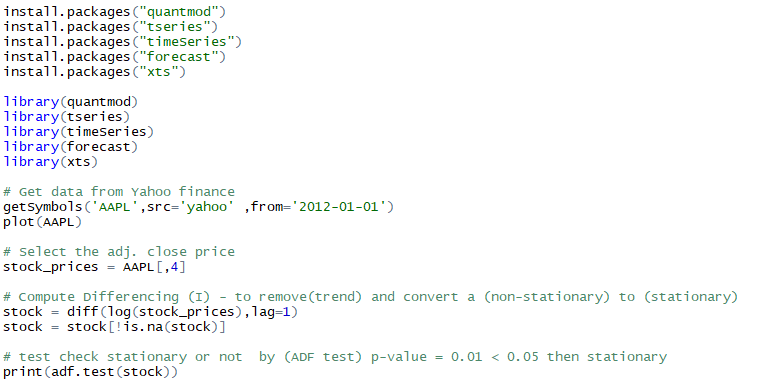 install.packages("quantmod")
install.packages("tseries")
install.packages("timeSeries")
install.packages("forecast")
install.packages("xts")
library(quantmod)
library(tseries)
library(timeSeries)
library(forecast)
library(xts)
# Get data from Yahoo finance
getSymbols('AAPL',src='yahoo' ,from='2012-01-01')
plot(AAPL)
# Select the adj. close price
stock_prices = AAPL[,4]
# Compute Differencing (I) - to remove(trend) and convert a (non-stationary) to (stationary)
stock = diff(log(stock_prices),lag=1)
stock = stock[!is.na(stock)]
# test check stationary or not  by (ADF test) p-value = 0.01 < 0.05 then stationary
print(adf.test(stock))